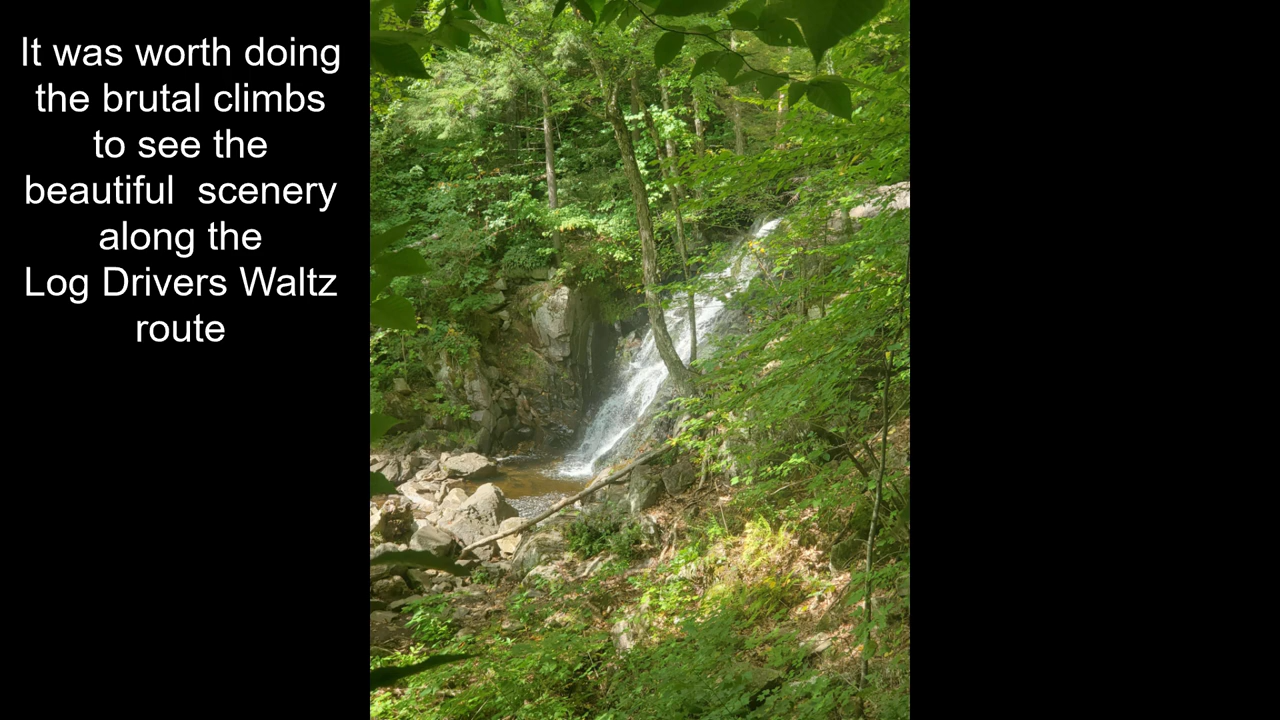 It was worth doing
the brutal climbs
to see the
beautiful  scenery
along the
Log Drivers Waltz
route